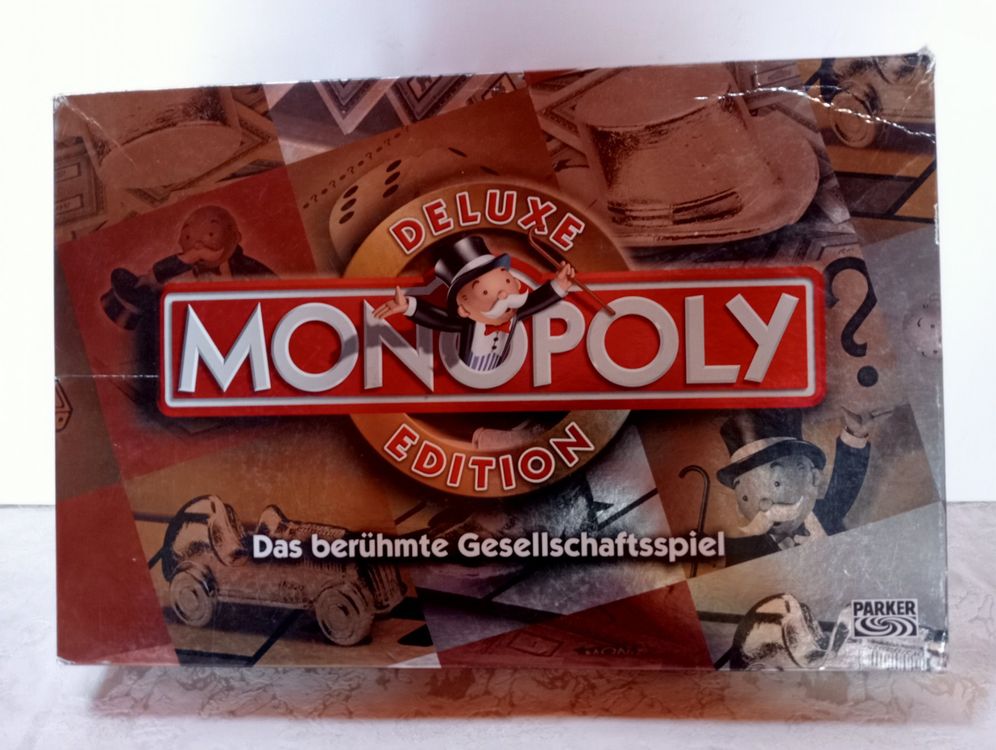 DELUXE
MONOPOLY
EDITION
Das berühmte Gesellschaftsspiel
PARKER
?